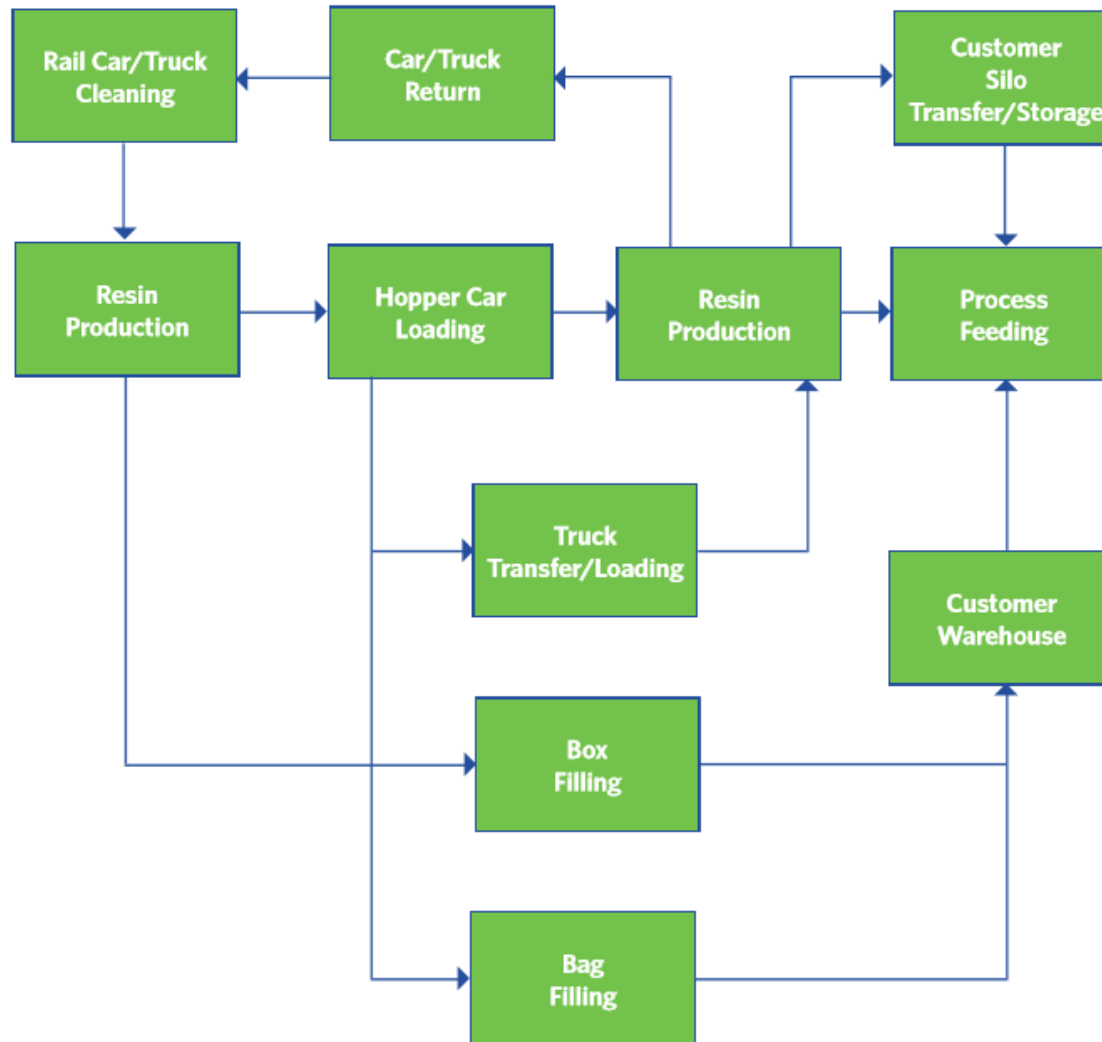 Rail Car/Truck
Cleaning
Car/Truck
Return
Customer
Silo
Transfer/Storage
Resin
Production
Hopper Car
Loading
Resin
Production
Process
Feeding
Truck
Transfer/Loading
Customer
Warehouse
Box
Filling
Bag
Filling